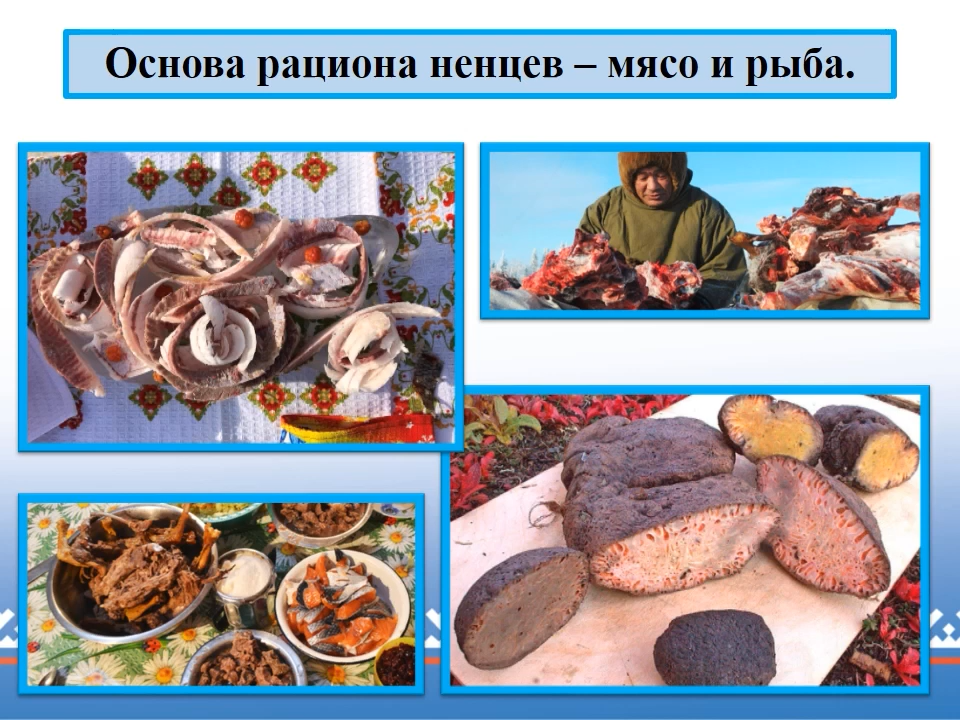 Основа рациона ненцев – мясо и рыба.